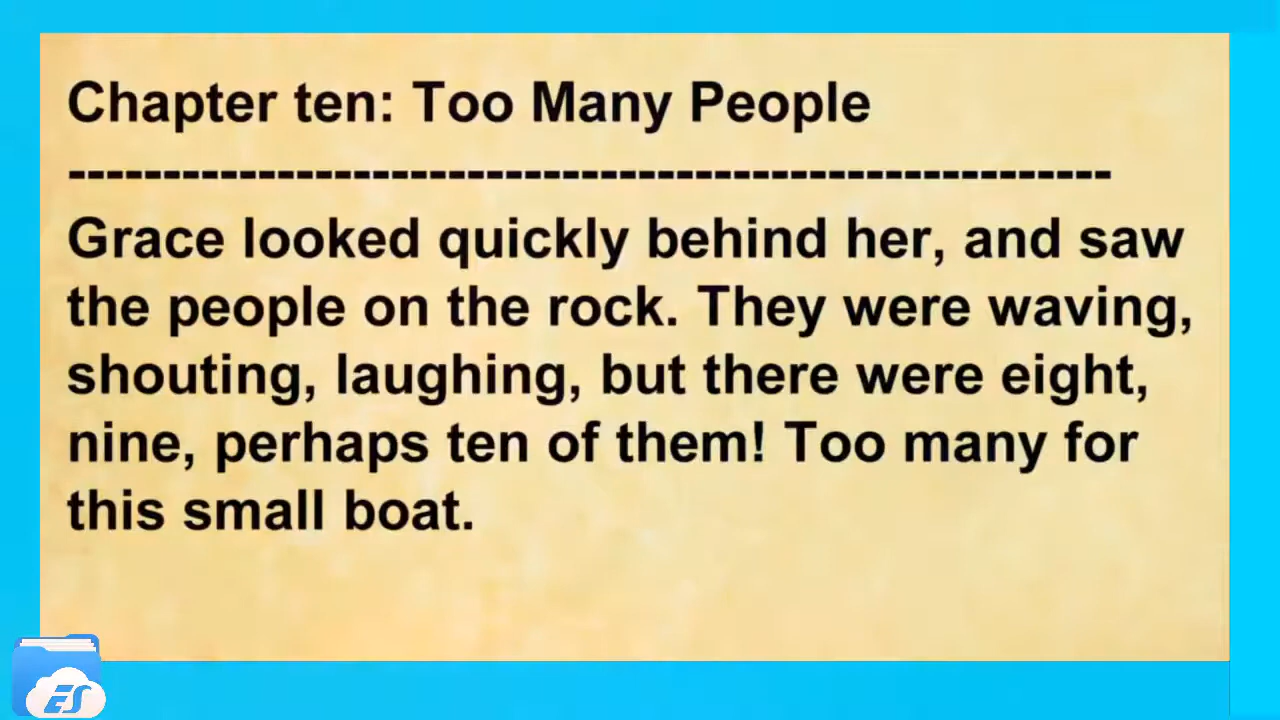 Chapter ten: Too Many People
-------------------------------------------------------
Grace looked quickly behind her, and saw
the people on the rock. They were waving,
shouting, laughing, but there were eight,
nine, perhaps ten of them! Too many for
this small boat.
ES